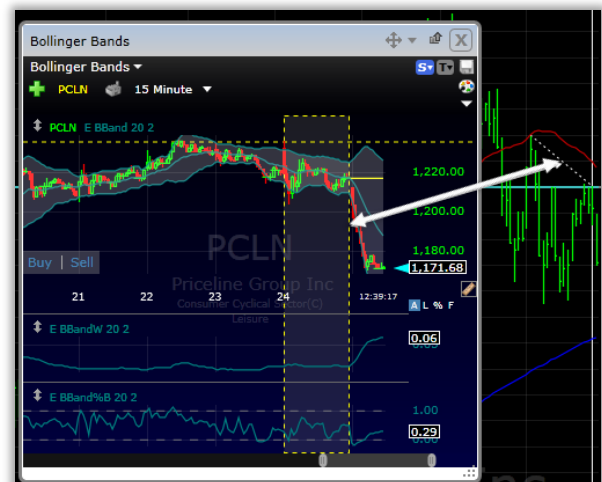 Bollinger Bands
X
Bollinger Bands
S T
PCLN 15 Minute
PCLN E BBand 20 2
1,220.00
1,200.00
1,180.00
1,171.68
PCLN
Priceline Group Inc
Consumer Cyclical Sector(C)
Leisure
Buy | Sell
21 22 23 24 12:39:17
A L % F
E BBandW 20 2
0.06
E BBand%B 20 2
1.00
0.29
0.00